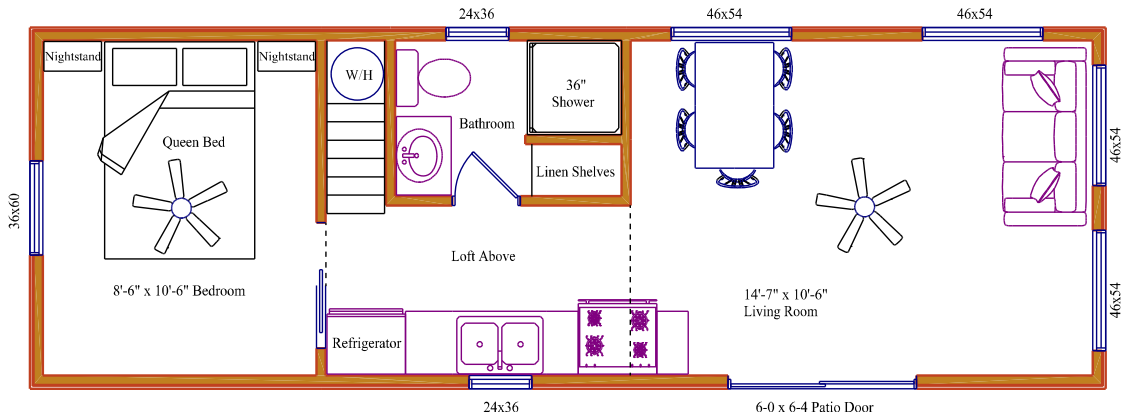 24x36
46x54
46x54
Nightstand
Nightstand
W/H
36"
Shower
Bathroom
Queen Bed
Linen Shelves
46x54
36x60
Loft Above
8'-6" x 10'-6" Bedroom
14'-7" x 10'-6"
Living Room
46x54
Refrigerator
24x36
6-0 x 6-4 Patio Door